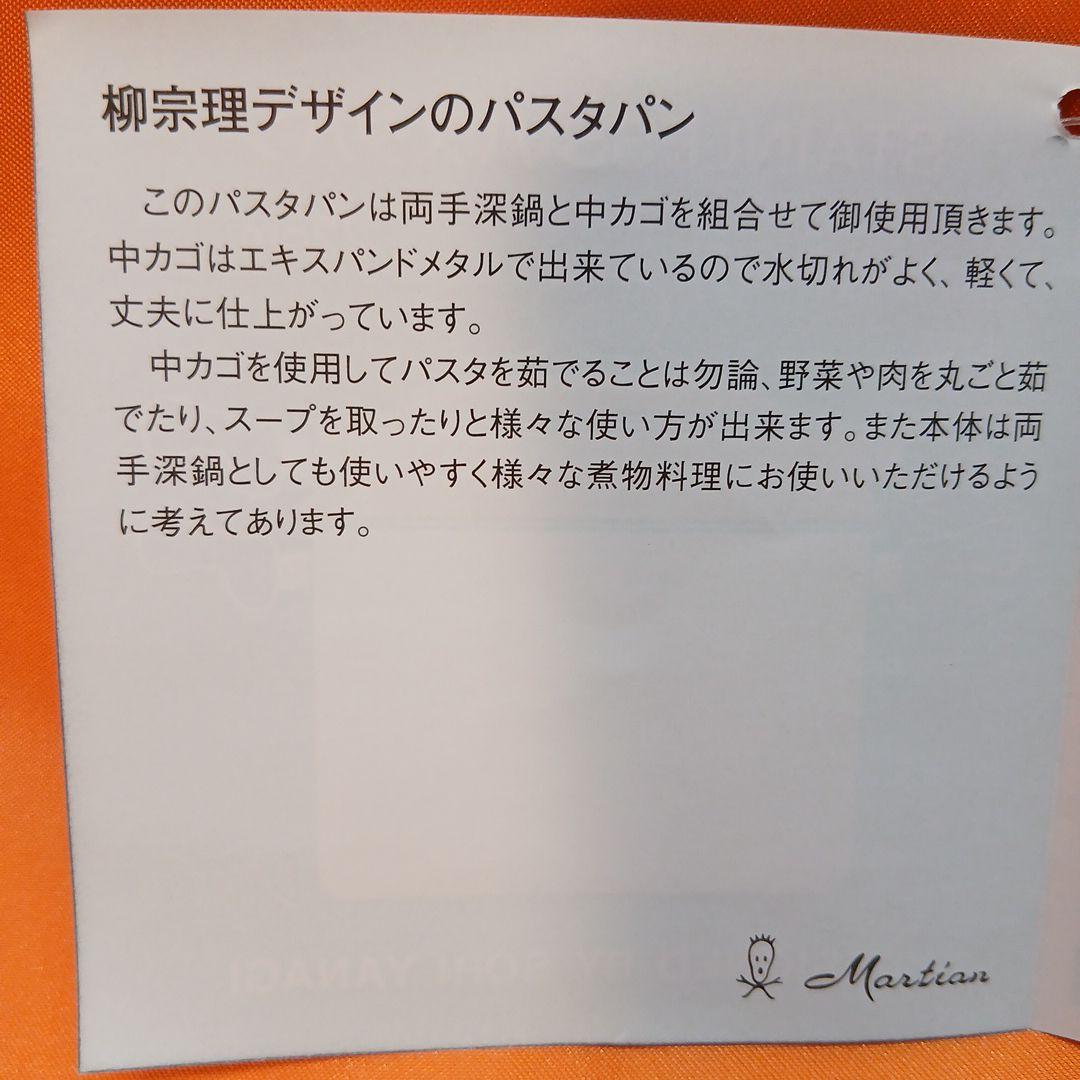 柳宗理デザインのパスタパン
このパスタパンは両手深鍋と中カゴを組合せて御使用頂きます。
中カゴはエキスパンドメタルで出来ているので水切れがよく、軽くて、
丈夫に仕上がっています。
中カゴを使用してパスタを茹でることは勿論、野菜や肉を丸ごと茹
でたり、スープを取ったりと様々な使い方が出来ます。また本体は両
手深鍋としても使いやすく様々な煮物料理にお使いいただけるよう
に考えてあります。
Martian